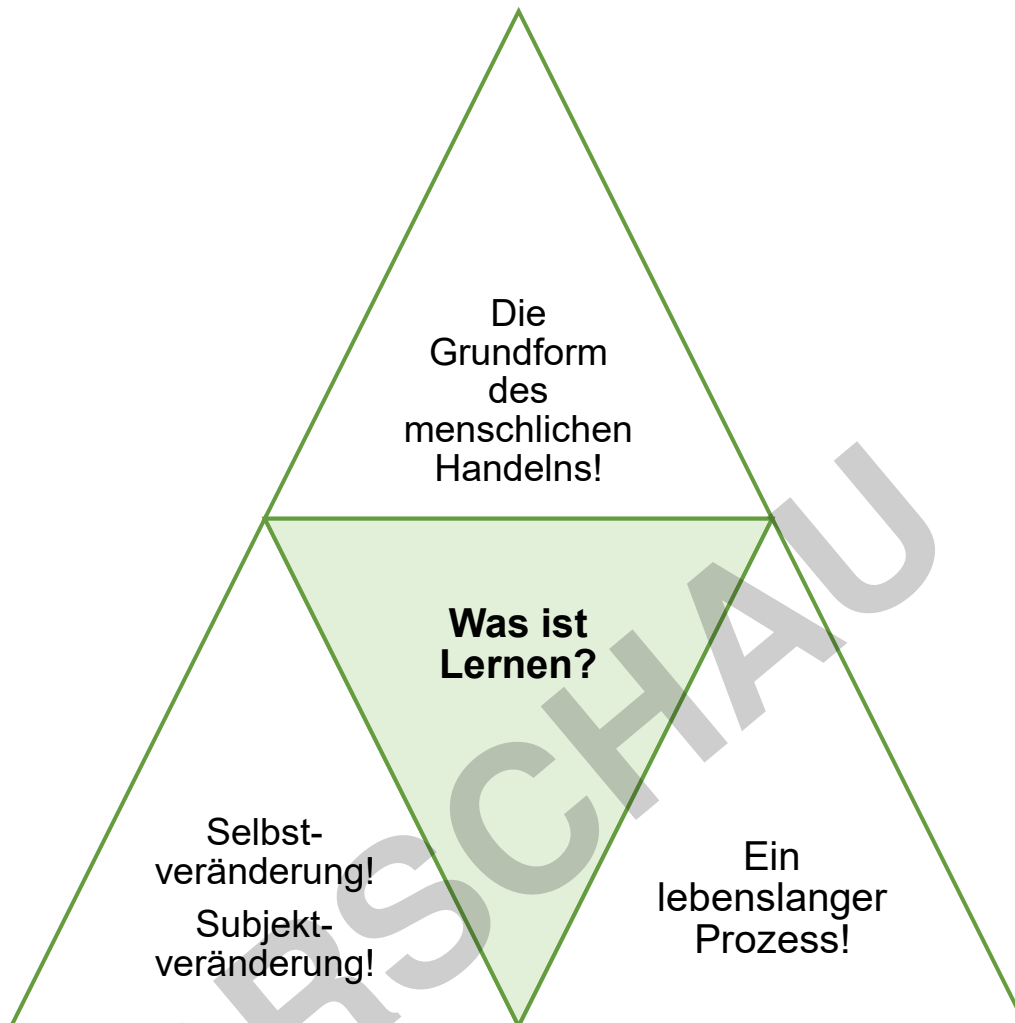 Die
Grundform
des
menschlichen
Handelns!
Was ist
Lernen?
Selbst-
veränderung!
Subjekt-
veränderung!
Ein
lebenslanger
Prozess!
RSCHAU